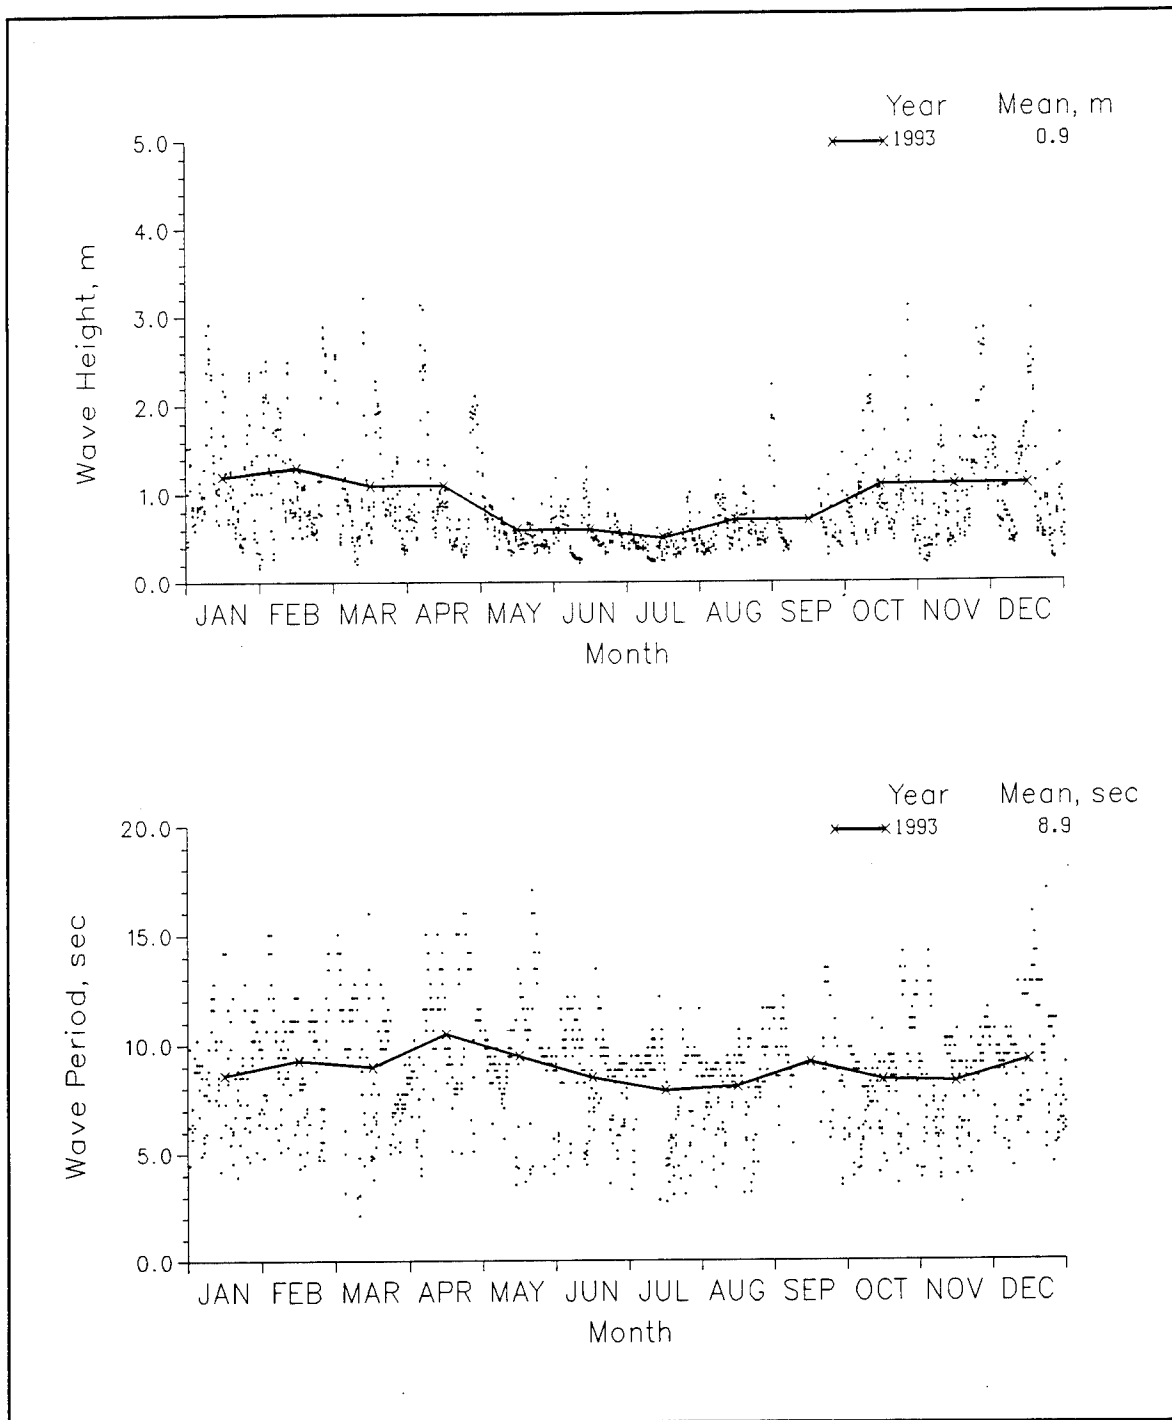 Year Mean, m
1993 0.9
5.0
4.0
3.0
2.0
1.0
0.0
Wave Height, m
JAN FEB MAR APR MAY JUN JUL AUG SEP OCT NOV DEC
Month
Year Mean, sec
1993 8.9
20.0
15.0
10.0
5.0
0.0
Wave Period, sec
JAN FEB MAR APR MAY JUN JUL AUG SEP OCT NOV DEC
Month